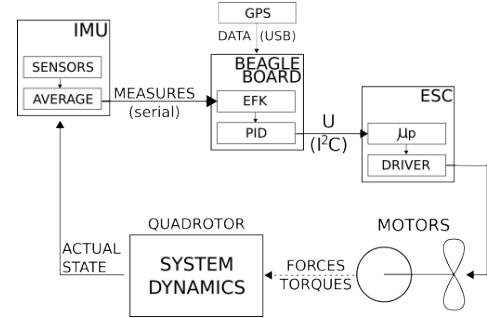 GPS
DATA (USB)
IMU
SENSORS
AVERAGE
MEASURES
(serial)
BEAGLE
BOARD
EFK
PID
U
(I²C)
ESC
μp
DRIVER
QUADROTOR
SYSTEM
DYNAMICS
MOTORS
FORCES
TORQUES
ACTUAL
STATE